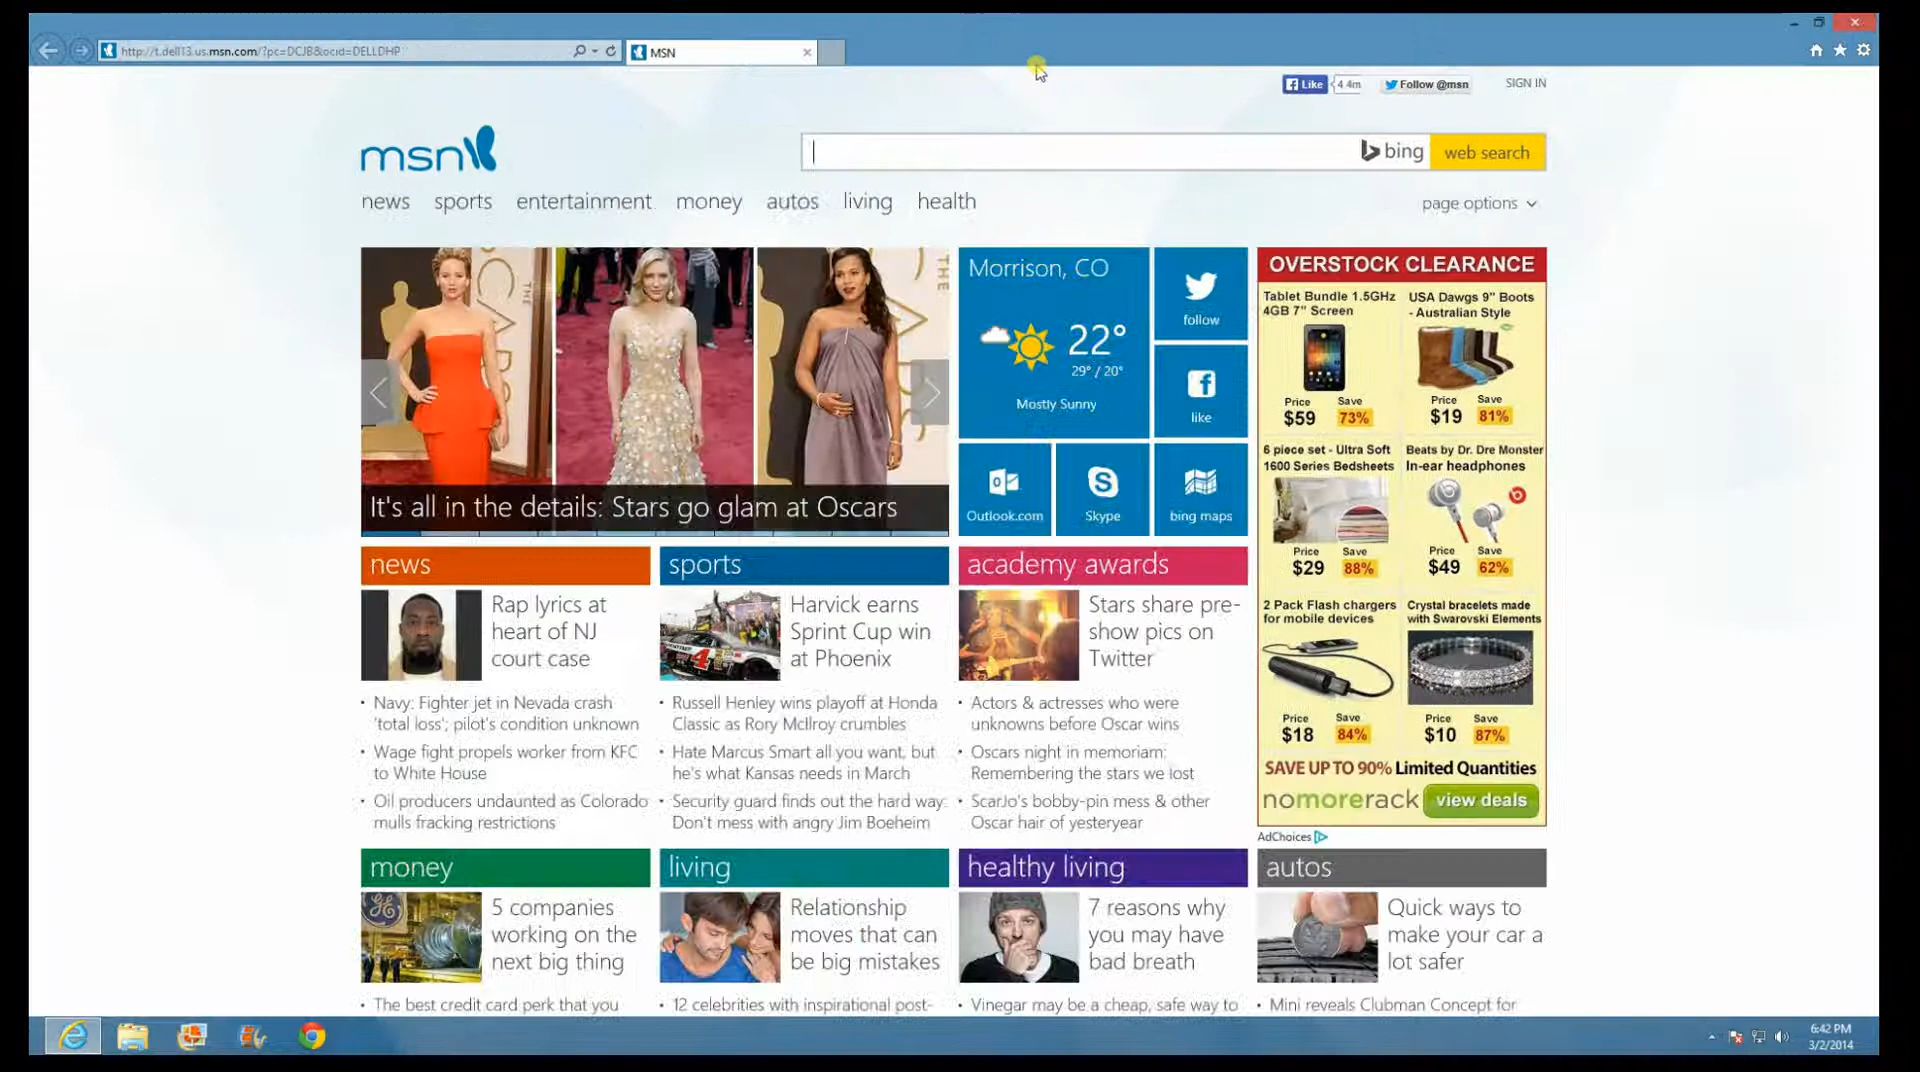 http://t.dell13.us.msn.com/?pc=DCJB&ocid=DELLDHP
MSN
Like
4.4m
Follow @msn
SIGN IN
msn
bing
web search
news
sports
entertainment
money
autos
living
health
page options
It's all in the details: Stars go glam at Oscars
Morrison, CO
22°
29° / 20°
Mostly Sunny
follow
like
Outlook.com
Skype
bing maps
OVERSTOCK CLEARANCE
Tablet Bundle 1.5GHz
4GB 7" Screen
Price
Save
$59
73%
USA Dawgs 9" Boots
- Australian Style
Price
Save
$19
81%
6 piece set - Ultra Soft
1600 Series Bedsheets
Price
Save
$29
88%
Beats by Dr. Dre Monster
In-ear headphones
Price
Save
$49
62%
2 Pack Flash chargers
for mobile devices
Price
Save
$18
84%
Crystal bracelets made
with Swarovski Elements
Price
Save
$10
87%
SAVE UP TO 90% Limited Quantities
nomorerack
view deals
AdChoices
news
Rap lyrics at
heart of NJ
court case
Navy: Fighter jet in Nevada crash
'total loss'; pilot's condition unknown
Wage fight propels worker from KFC
to White House
Oil producers undaunted as Colorado
mulls fracking restrictions
sports
Harvick earns
Sprint Cup win
at Phoenix
Russell Henley wins playoff at Honda
Classic as Rory McIlroy crumbles
Hate Marcus Smart all you want, but
he's what Kansas needs in March
Security guard finds out the hard way:
Don't mess with angry Jim Boeheim
academy awards
Stars share pre-
show pics on
Twitter
Actors & actresses who were
unknowns before Oscar wins
Oscars night in memoriam:
Remembering the stars we lost
ScarJo's bobby-pin mess & other
Oscar hair of yesteryear
money
5 companies
working on the
next big thing
The best credit card perk that you
living
Relationship
moves that can
be big mistakes
12 celebrities with inspirational post-
healthy living
7 reasons why
you may have
bad breath
Vinegar may be a cheap, safe way to
autos
Quick ways to
make your car a
lot safer
Mini reveals Clubman Concept for
6:42 PM
3/2/2014